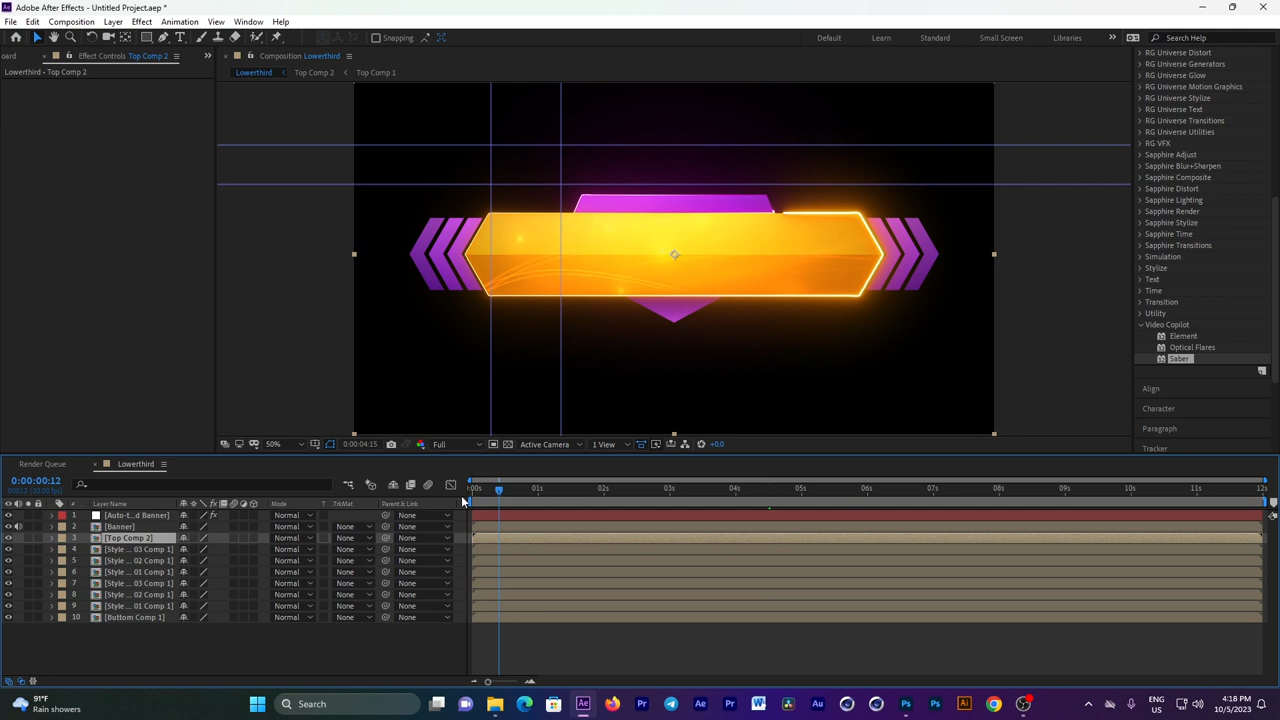 Adobe After Effects - Untitled Project.aep *
File Edit Composition Layer Effect Animation View Window Help
Snapping
Default Learn Standard Small Screen Libraries Search Help
oard Effect Controls Top Comp 2
Lowerthird • Top Comp 2
Composition Lowerthird
Lowerthird Top Comp 2 Top Comp 1
RG Universe Distort
RG Universe Generators
RG Universe Glow
RG Universe Motion Graphics
RG Universe Stylize
RG Universe Text
RG Universe Transitions
RG Universe Utilities
RG VFX
Sapphire Adjust
Sapphire Blur+Sharpen
Sapphire Composite
Sapphire Distort
Sapphire Lighting
Sapphire Render
Sapphire Stylize
Sapphire Time
Sapphire Transitions
Simulation
Stylize
Text
Time
Transition
Utility
Video Copilot
Element
Optical Flares
Saber
Align
Character
Paragraph
Tracker
50% 0:00:04:15 Full Active Camera 1 View +0.0
Render Queue Lowerthird
0:00:00:12
00012 (30.00 fps)
:00s 01s 02s 03s 04s 05s 06s 07s 08s 09s 10s 11s 12s
# Layer Name Mode T TrkMat Parent & Link
1 [Auto-t...d Banner] Normal None
2 [Banner] Normal None None
3 [Top Comp 2] Normal None None
4 [Style ... 03 Comp 1] Normal None None
5 [Style ... 02 Comp 1] Normal None None
6 [Style ... 01 Comp 1] Normal None None
7 [Style ... 03 Comp 1] Normal None None
8 [Style ... 02 Comp 1] Normal None None
9 [Style ... 01 Comp 1] Normal None None
10 [Buttom Comp 1] Normal None None
91°F
Rain showers
Search
ENG
US
4:18 PM
10/5/2023